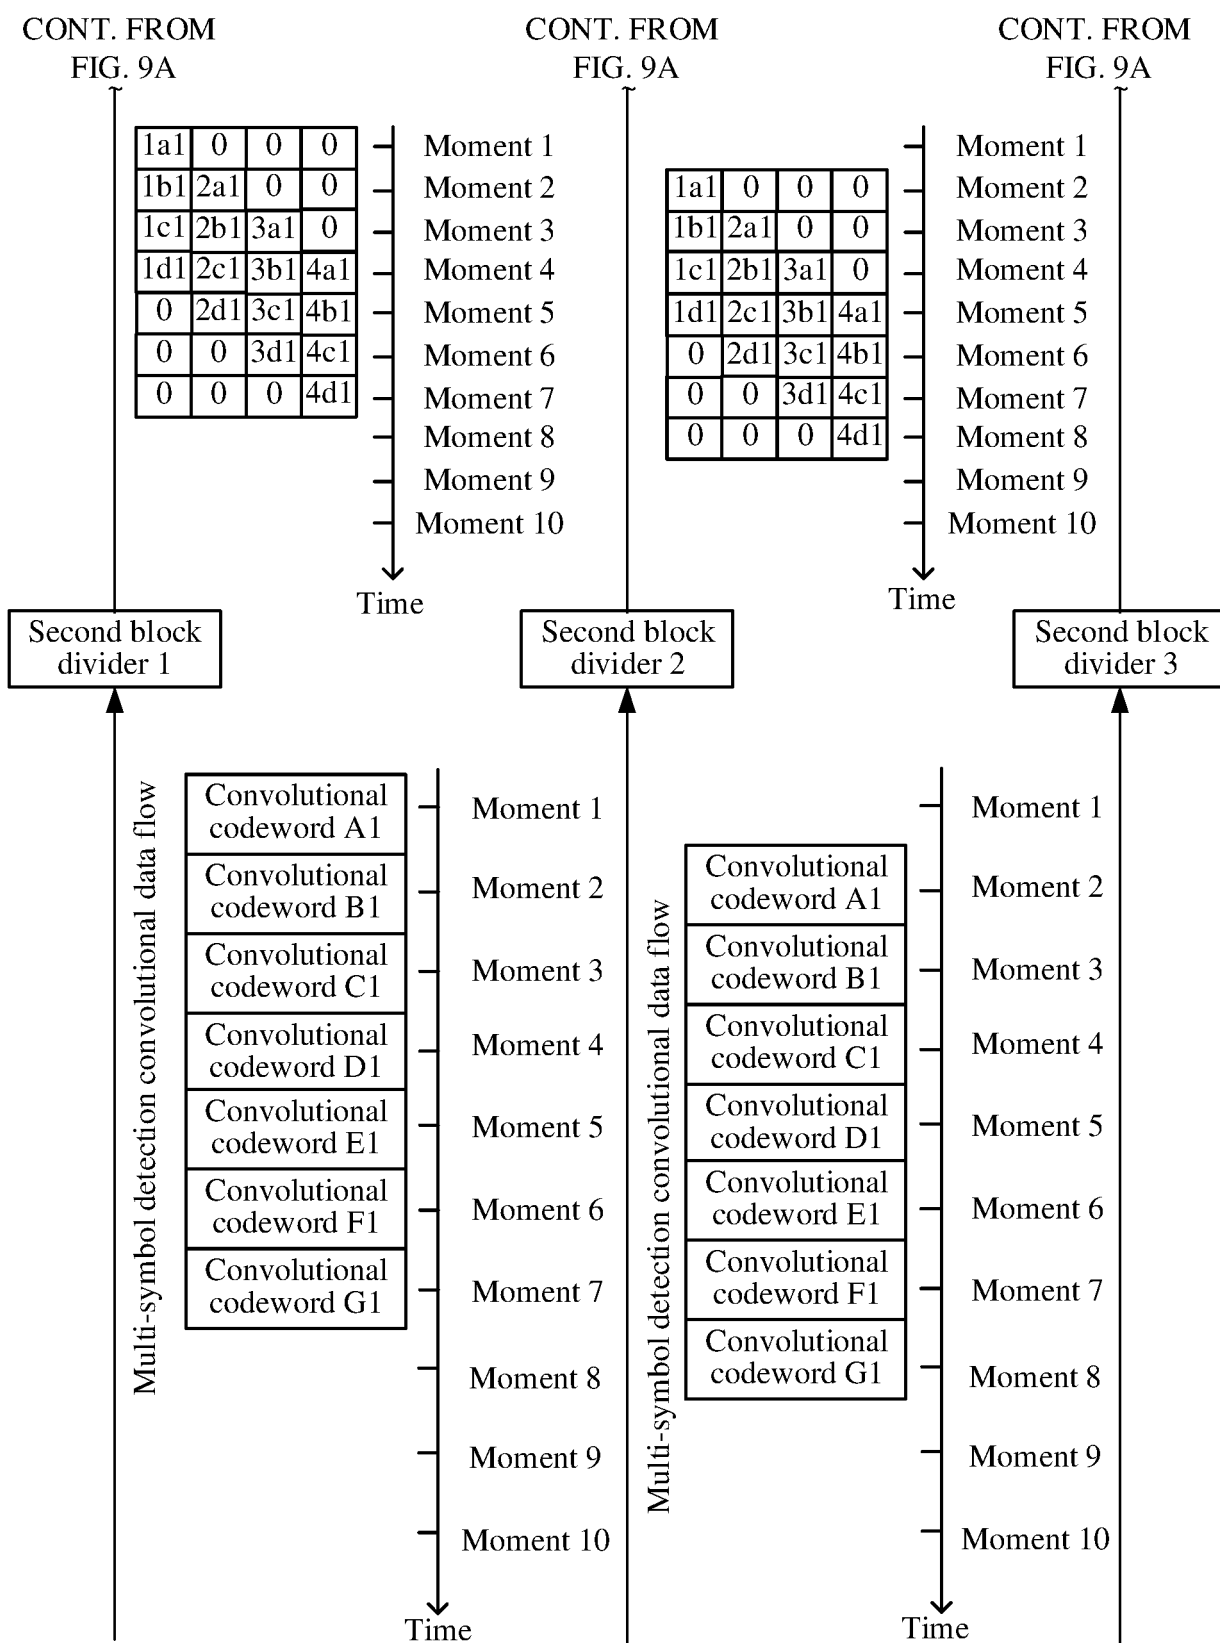 CONT. FROM
FIG. 9A
CONT. FROM
FIG. 9A
CONT. FROM
FIG. 9A
1a1 0 0 0 Moment 1
1b1 2a1 0 0 Moment 2
1c1 2b1 3a1 0 Moment 3
1d1 2c1 3b1 4a1 Moment 4
0 2d1 3c1 4b1 Moment 5
0 0 3d1 4c1 Moment 6
0 0 0 4d1 Moment 7
Moment 8
Moment 9
Moment 10
Time
Moment 1
1a1 0 0 0 Moment 2
1b1 2a1 0 0 Moment 3
1c1 2b1 3a1 0 Moment 4
1d1 2c1 3b1 4a1 Moment 5
0 2d1 3c1 4b1 Moment 6
0 0 3d1 4c1 Moment 7
0 0 0 4d1 Moment 8
Moment 9
Moment 10
Time
Second block
divider 1
Second block
divider 2
Second block
divider 3
Multi-symbol detection convolutional data flow
Convolutional
codeword A1
Moment 1
Convolutional
codeword B1
Moment 2
Convolutional
codeword C1
Moment 3
Convolutional
codeword D1
Moment 4
Convolutional
codeword E1
Moment 5
Convolutional
codeword F1
Moment 6
Convolutional
codeword G1
Moment 7
Moment 8
Moment 9
Moment 10
Time
Multi-symbol detection convolutional data flow
Moment 1
Convolutional
codeword A1
Moment 2
Convolutional
codeword B1
Moment 3
Convolutional
codeword C1
Moment 4
Convolutional
codeword D1
Moment 5
Convolutional
codeword E1
Moment 6
Convolutional
codeword F1
Moment 7
Convolutional
codeword G1
Moment 8
Moment 9
Moment 10
Time